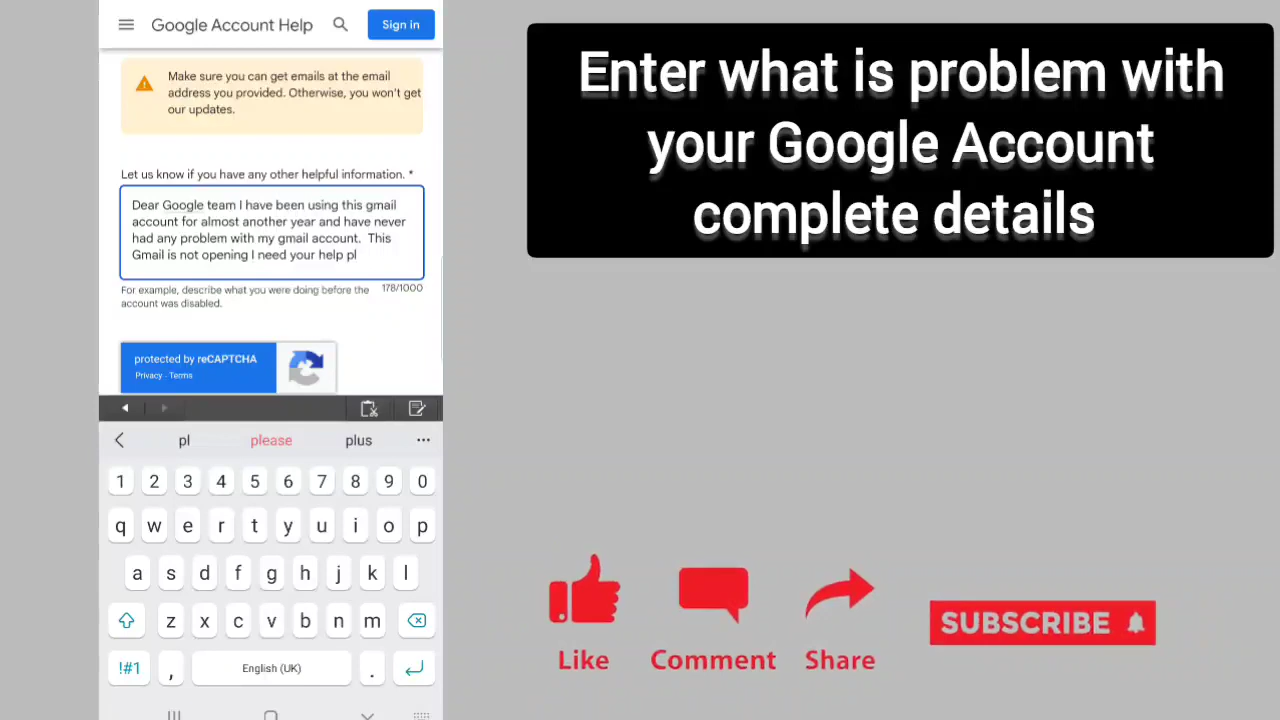 Google Account Help
Sign in
Make sure you can get emails at the email
address you provided. Otherwise, you won't get
our updates.
Let us know if you have any other helpful information. *
Dear Google team I have been using this gmail
account for almost another year and have never
had any problem with my gmail account.  This
Gmail is not opening I need your help pl
For example, describe what you were doing before the
account was disabled.
178/1000
protected by reCAPTCHA
Privacy - Terms
pl please plus
1 2 3 4 5 6 7 8 9 0
q w e r t y u i o p
a s d f g h j k l
z x c v b n m
!#1 , English (UK) .
Enter what is problem with
your Google Account
complete details
Like Comment Share
SUBSCRIBE